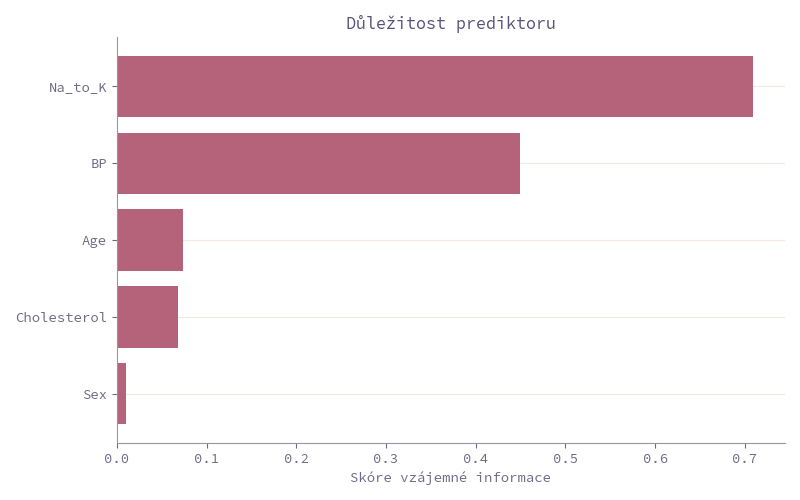 Důležitost prediktoru
Na_to_K
BP
Age
Cholesterol
Sex
0.0 0.1 0.2 0.3 0.4 0.5 0.6 0.7
Skóre vzájemné informace